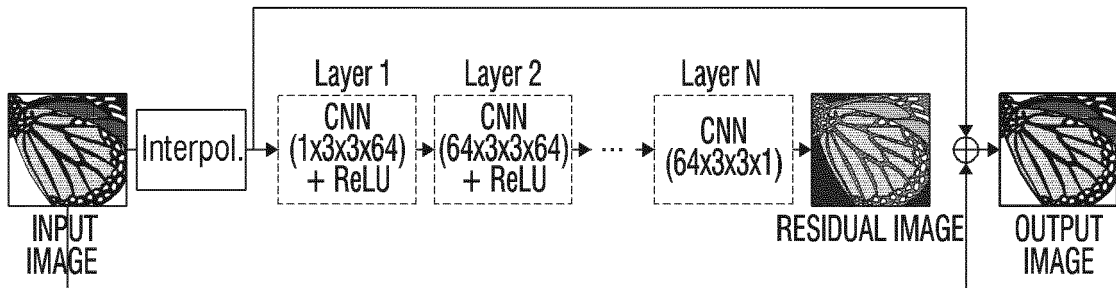 Layer 1
Layer 2
Layer N
Interpol.
CNN
(1x3x3x64)
+ ReLU
CNN
(64x3x3x64)
+ ReLU
...
CNN
(64x3x3x1)
INPUT
IMAGE
RESIDUAL IMAGE
OUTPUT
IMAGE